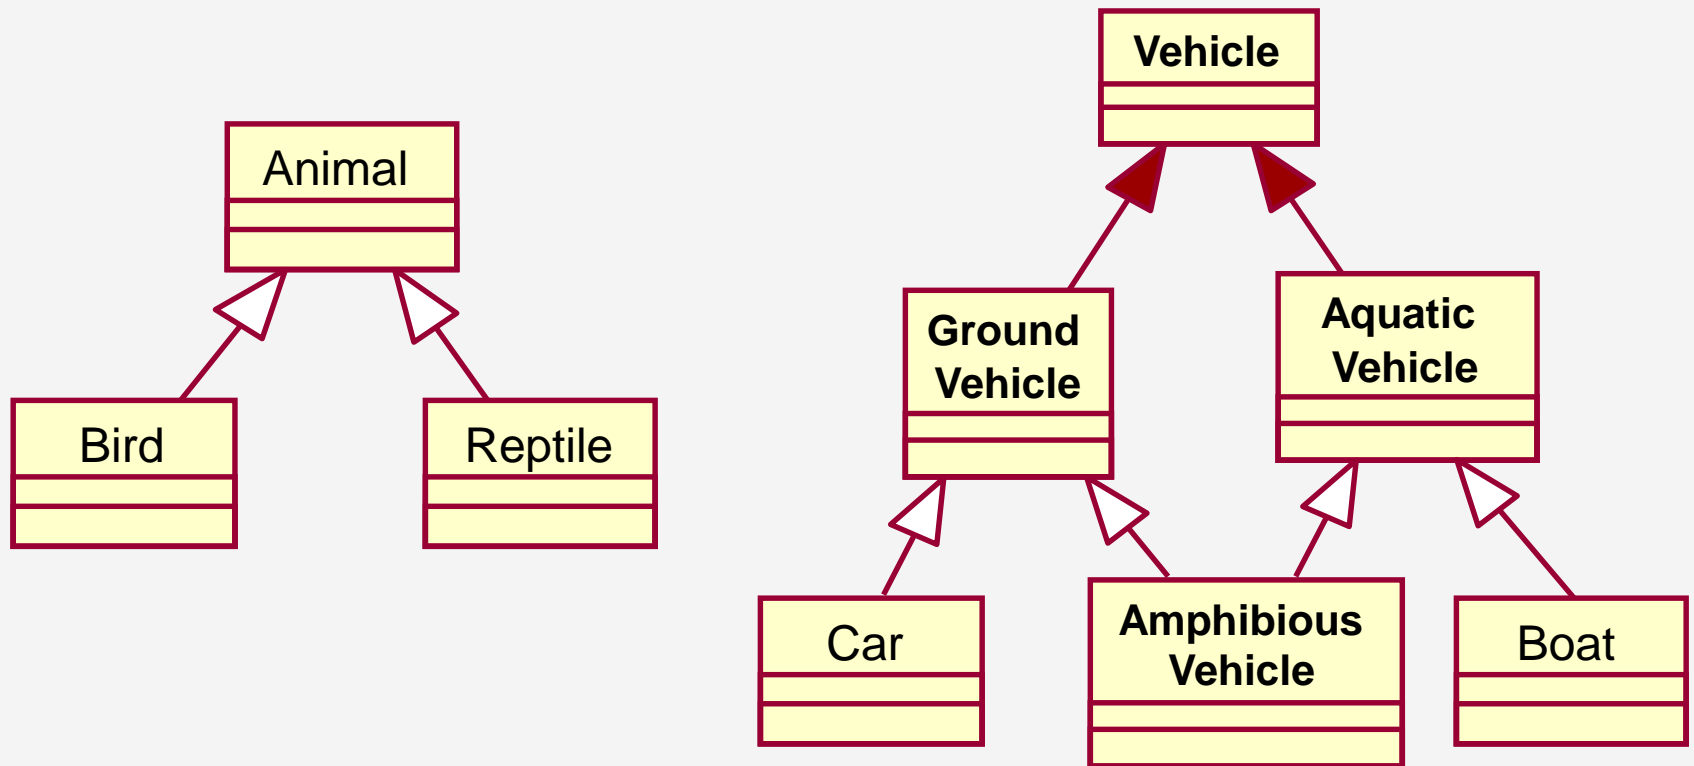 Animal
Bird
Reptile
Vehicle
Ground
Vehicle
Aquatic
Vehicle
Car
Amphibious
Vehicle
Boat